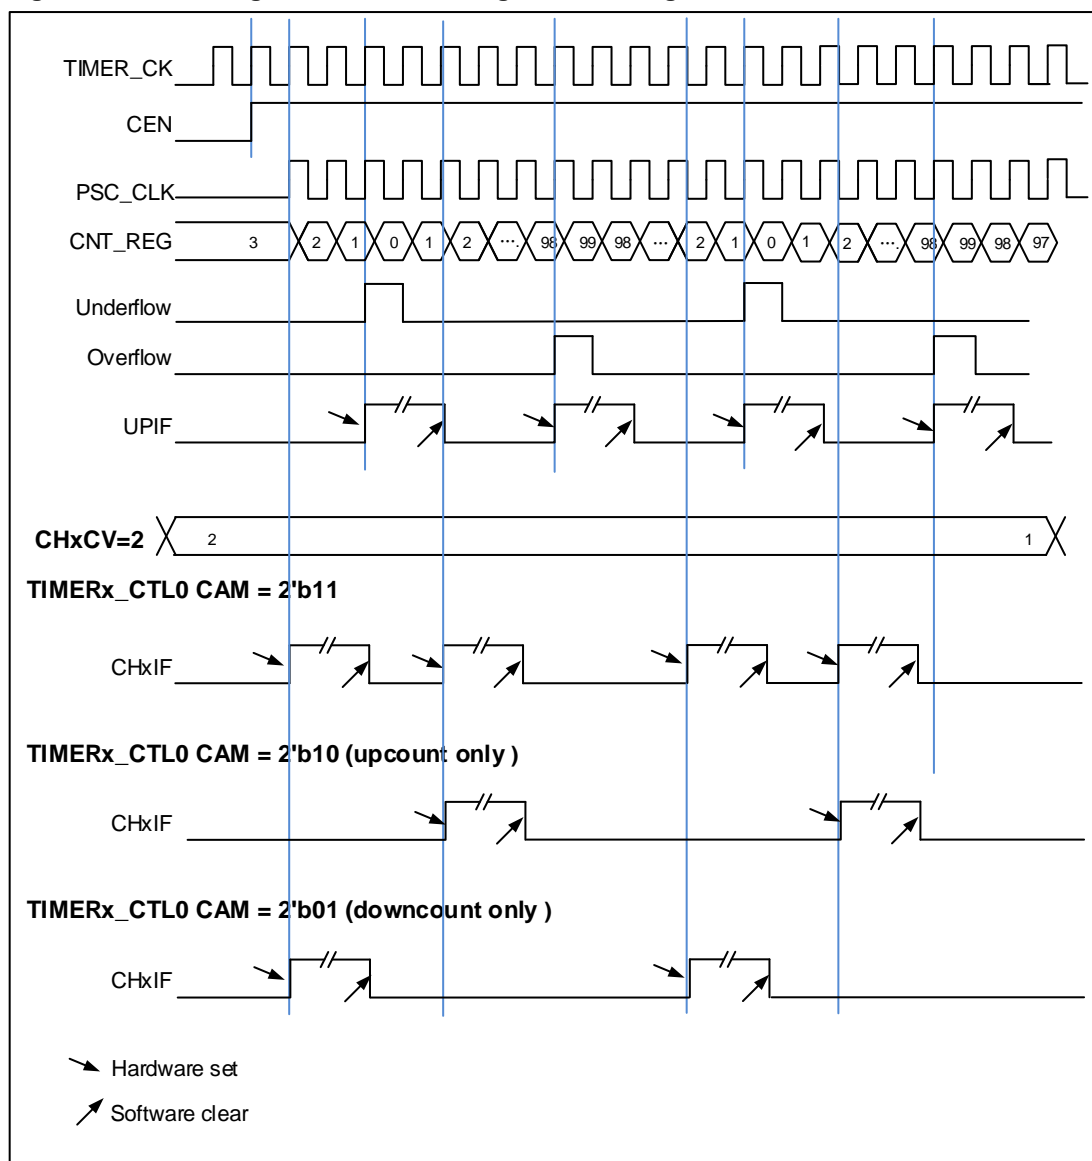 TIMER_CK
CEN
PSC_CLK
CNT_REG 3 2 1 0 1 2 .... 98 99 98 ... 2 1 0 1 2 .... 98 99 98 97
Underflow
Overflow
UPIF
CHxCV=2 2 1
TIMERx_CTL0 CAM = 2'b11
CHxIF
TIMERx_CTL0 CAM = 2'b10 (upcount only )
CHxIF
TIMERx_CTL0 CAM = 2'b01 (downcount only )
CHxIF
Hardware set
Software clear